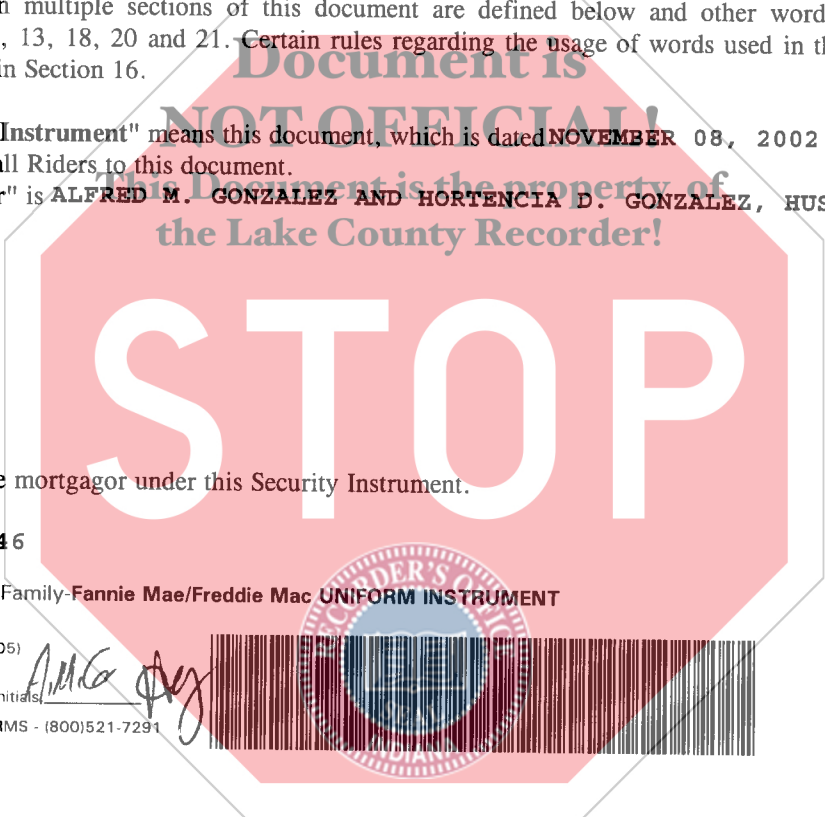 n multiple sections of this document are defined below and other word
, 13, 18, 20 and 21. Certain rules regarding the usage of words used in th
in Section 16.
Document is
NOT OFFICIAL!
Instrument" means this document, which is dated NOVEMBER 08, 2002
all Riders to this document.
This Document is the property of
r" is ALFRED M. GONZALEZ AND HORTENCIA D. GONZALEZ, HUS
the Lake County Recorder!
STOP
e mortgagor under this Security Instrument.
46
Family-Fannie Mae/Freddie Mac UNIFORM INSTRUMENT
RECORDER'S OFFICE
05)
nitials
SEAL
RMS - (800)521-7291
INDIANA